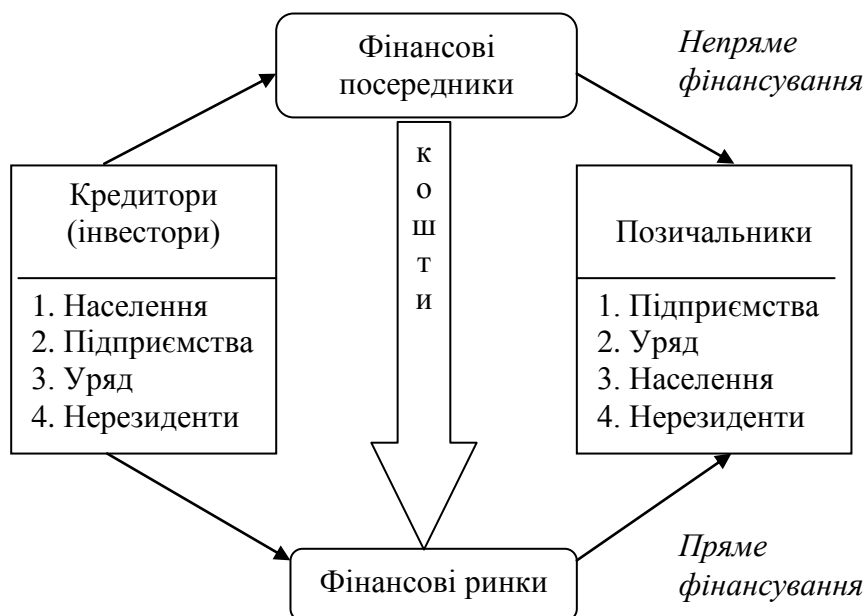 Фінансові
посередники
Непряме
фінансування
к
о
ш
т
и
Кредитори
(інвестори)
1. Населення
2. Підприємства
3. Уряд
4. Нерезиденти
Позичальники
1. Підприємства
2. Уряд
3. Населення
4. Нерезиденти
Фінансові ринки
Пряме
фінансування